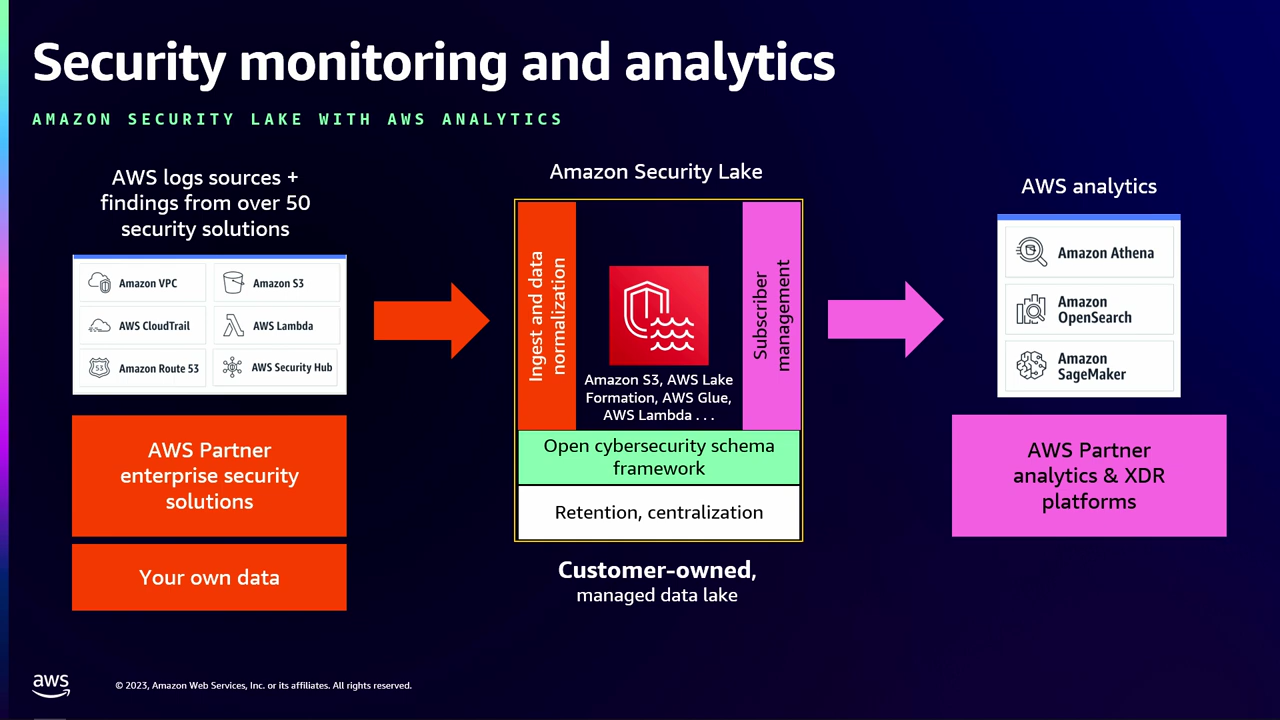 Security monitoring and analytics
AMAZON SECURITY LAKE WITH AWS ANALYTICS
AWS logs sources +
findings from over 50
security solutions
Amazon VPC
Amazon S3
AWS CloudTrail
AWS Lambda
Amazon Route 53
53
AWS Security Hub
AWS Partner
enterprise security
solutions
Your own data
Amazon Security Lake
Ingest and data
normalization
Amazon S3, AWS Lake
Formation, AWS Glue,
AWS Lambda . . .
Subscriber
management
Open cybersecurity schema
framework
Retention, centralization
Customer-owned,
managed data lake
AWS analytics
Amazon Athena
Amazon
OpenSearch
Amazon
SageMaker
AWS Partner
analytics & XDR
platforms
aws
© 2023, Amazon Web Services, Inc. or its affiliates. All rights reserved.